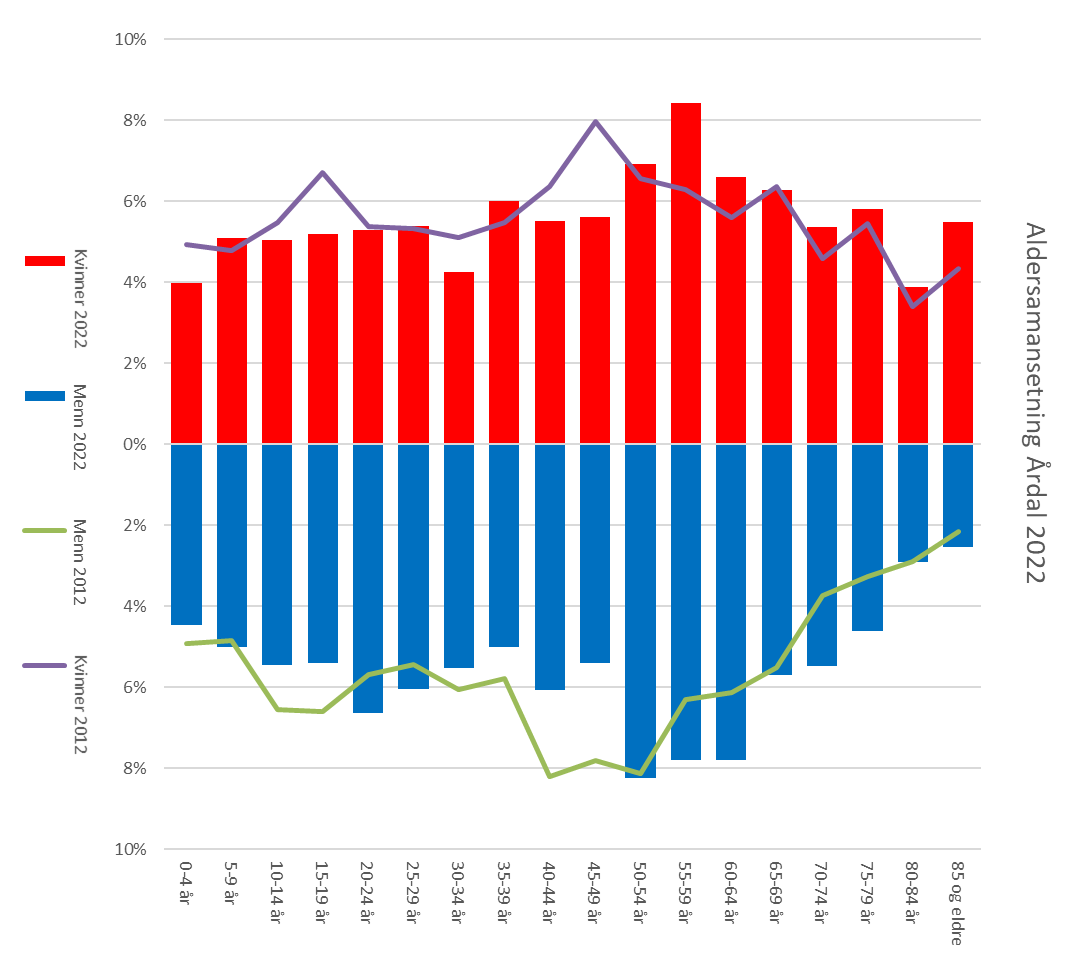 Aldersamansetning Årdal 2022
10%
8%
6%
4%
2%
0%
2%
4%
6%
8%
10%
0-4 år
5-9 år
10-14 år
15-19 år
20-24 år
25-29 år
30-34 år
35-39 år
40-44 år
45-49 år
50-54 år
55-59 år
60-64 år
65-69 år
70-74 år
75-79 år
80-84 år
85 og eldre
Kvinner 2022
Menn 2022
Menn 2012
Kvinner 2012